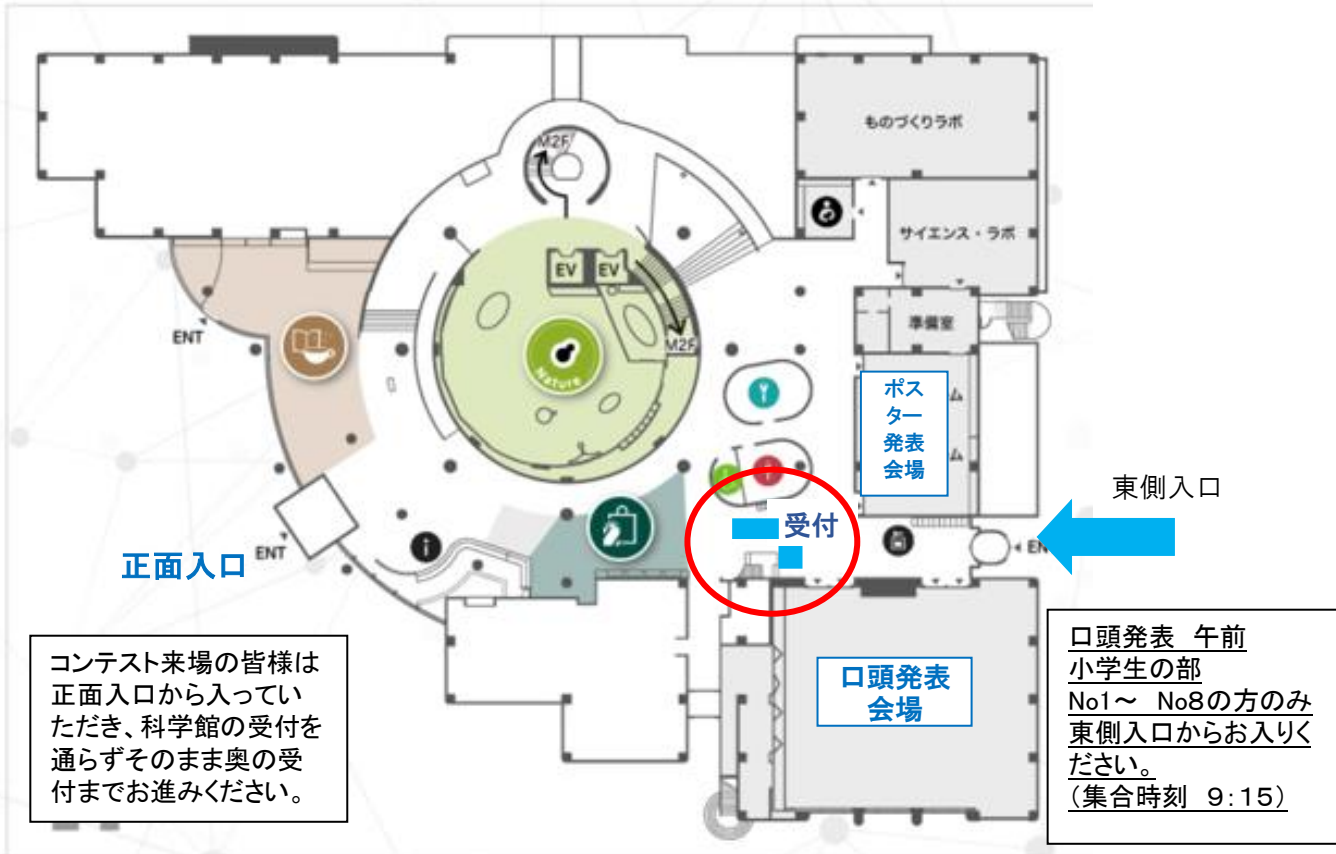 M2F
ものづくりラボ
サイエンス・ラボ
EV
EV
ENT
準備室
M2F
Nature
ポス
ター
発表
会場
ム
ム
東側入口
受付
EN
ENT
i
正面入口
コンテスト来場の皆様は
正面入口から入ってい
ただき、科学館の受付を
通らずそのまま奥の受
付までお進みください。
口頭発表
会場
口頭発表 午前
小学生の部
No1～ No8の方のみ
東側入口からお入りく
ださい。
（集合時刻 9：15）